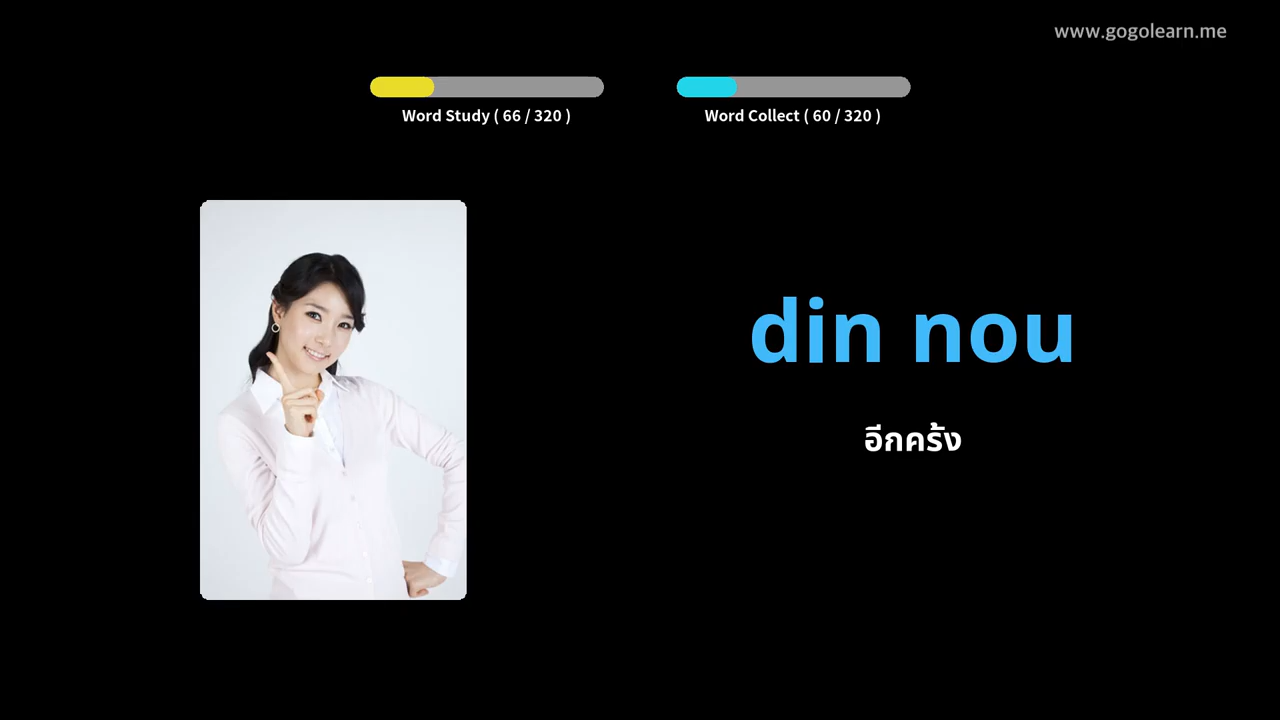 www.gogolearn.me
Word Study ( 66 / 320 )
Word Collect ( 60 / 320 )
din nou
อีกครั้ง